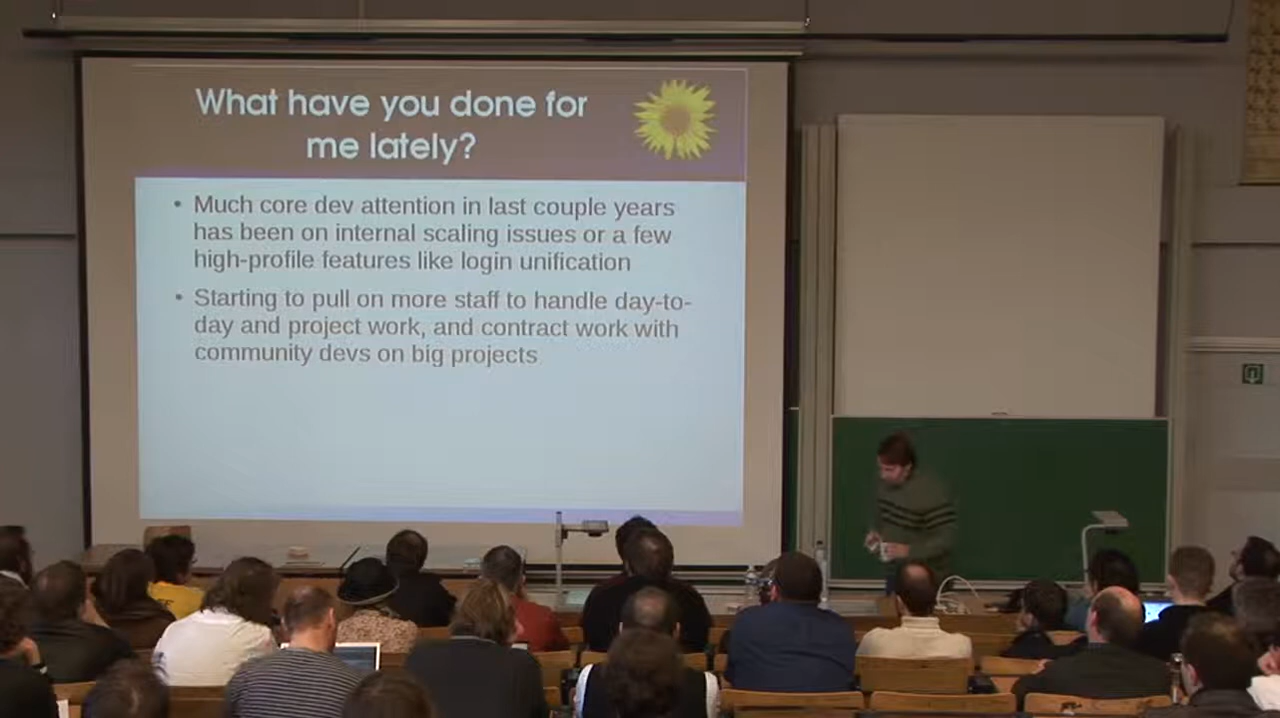 What have you done for
me lately?
• Much core dev attention in last couple years
has been on internal scaling issues or a few
high-profile features like login unification
• Starting to pull on more staff to handle day-to-
day and project work, and contract work with
community devs on big projects